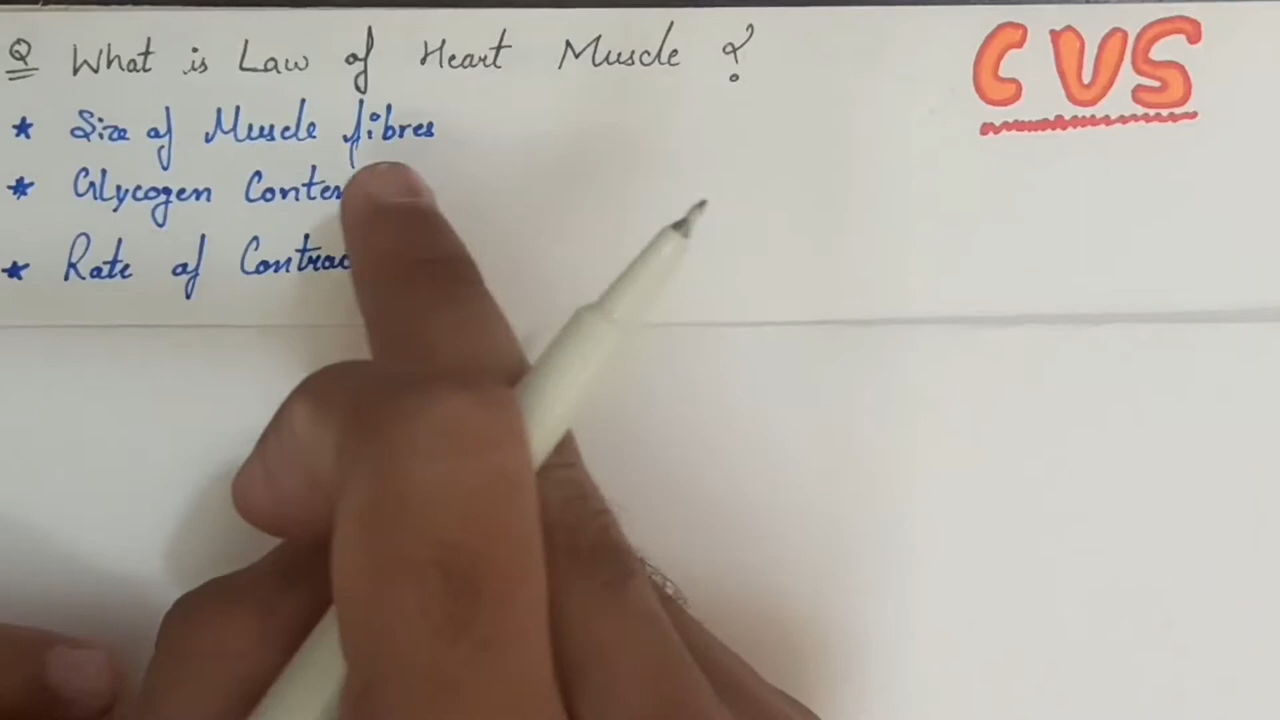 Q What is Law of Heart Muscle ?
CVS
* Size of Muscle fibres
* Glycogen
* Rate of